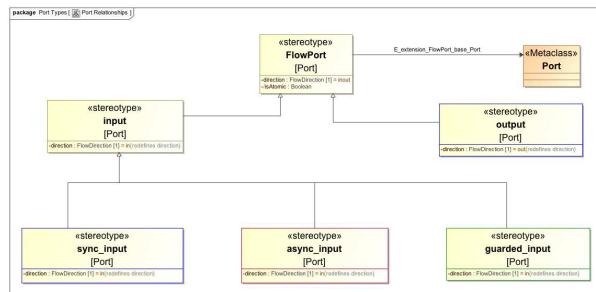 package Port Types [ Port Relationships ]
«stereotype»
FlowPort
[Port]
-direction : FlowDirection [1] = inout
-isAtomic : Boolean
E_extension_FlowPort_base_Port
«Metaclass»
Port
«stereotype»
input
[Port]
-direction : FlowDirection [1] = in{redefines direction}
«stereotype»
output
[Port]
-direction : FlowDirection [1] = out{redefines direction}
«stereotype»
sync_input
[Port]
-direction : FlowDirection [1] = in{redefines direction}
«stereotype»
async_input
[Port]
-direction : FlowDirection [1] = in{redefines direction}
«stereotype»
guarded_input
[Port]
-direction : FlowDirection [1] = in{redefines direction}